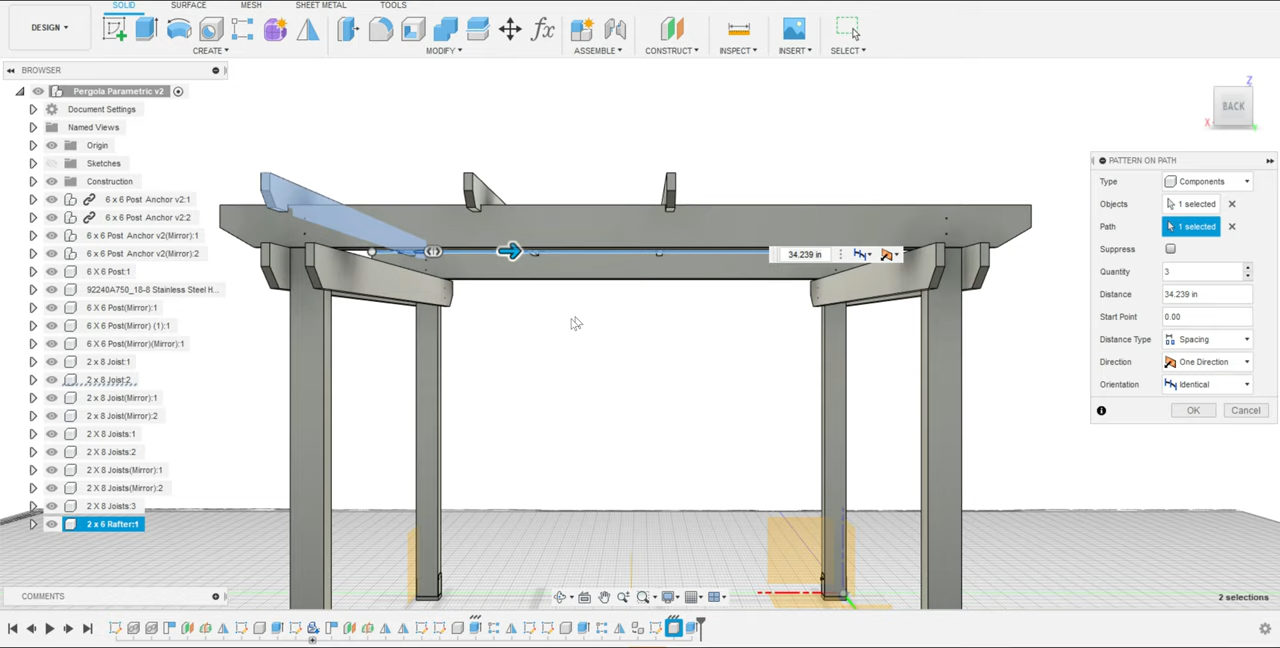 SOLID SURFACE MESH SHEET METAL TOOLS
DESIGN
CREATE MODIFY ASSEMBLE CONSTRUCT INSPECT INSERT SELECT
BROWSER
Pergola Parametric v2
Document Settings
Named Views
Origin
Sketches
Construction
6 x 6 Post Anchor v2:1
6 x 6 Post Anchor v2:2
6 x 6 Post Anchor v2(Mirror):1
6 x 6 Post Anchor v2(Mirror):2
6 X 6 Post:1
92240A750_18-8 Stainless Steel H...
6 X 6 Post(Mirror):1
6 X 6 Post(Mirror) (1):1
6 X 6 Post(Mirror)(Mirror):1
2 x 8 Joist:1
2 x 8 Joist:2
2 x 8 Joist(Mirror):1
2 x 8 Joist(Mirror):2
2 X 8 Joists:1
2 X 8 Joists:2
2 X 8 Joists(Mirror):1
2 X 8 Joists(Mirror):2
2 X 8 Joists:3
2 x 6 Rafter:1
COMMENTS
34.239 in
Z
BACK
X
PATTERN ON PATH
Type Components
Objects 1 selected
Path 1 selected
Suppress
Quantity 3
Distance 34.239 in
Start Point 0.00
Distance Type Spacing
Direction One Direction
Orientation Identical
OK Cancel
2 selections